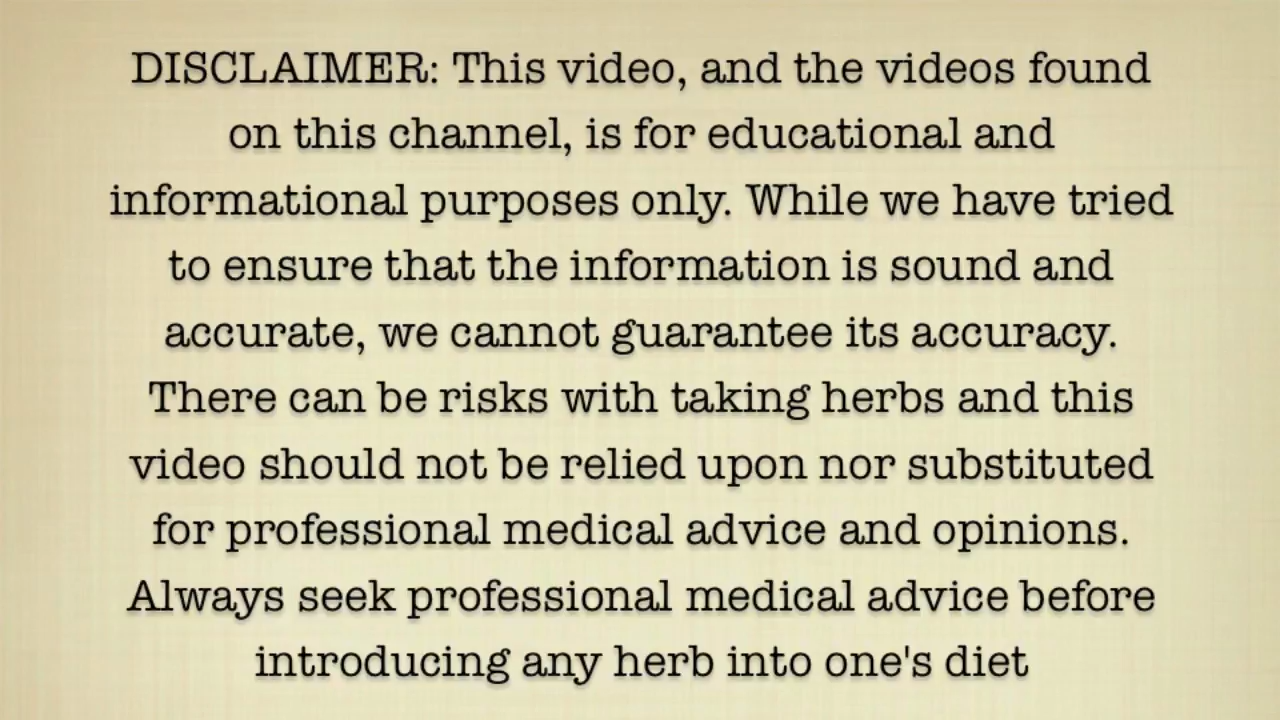 DISCLAIMER: This video, and the videos found
on this channel, is for educational and
informational purposes only. While we have tried
to ensure that the information is sound and
accurate, we cannot guarantee its accuracy.
There can be risks with taking herbs and this
video should not be relied upon nor substituted
for professional medical advice and opinions.
Always seek professional medical advice before
introducing any herb into one's diet